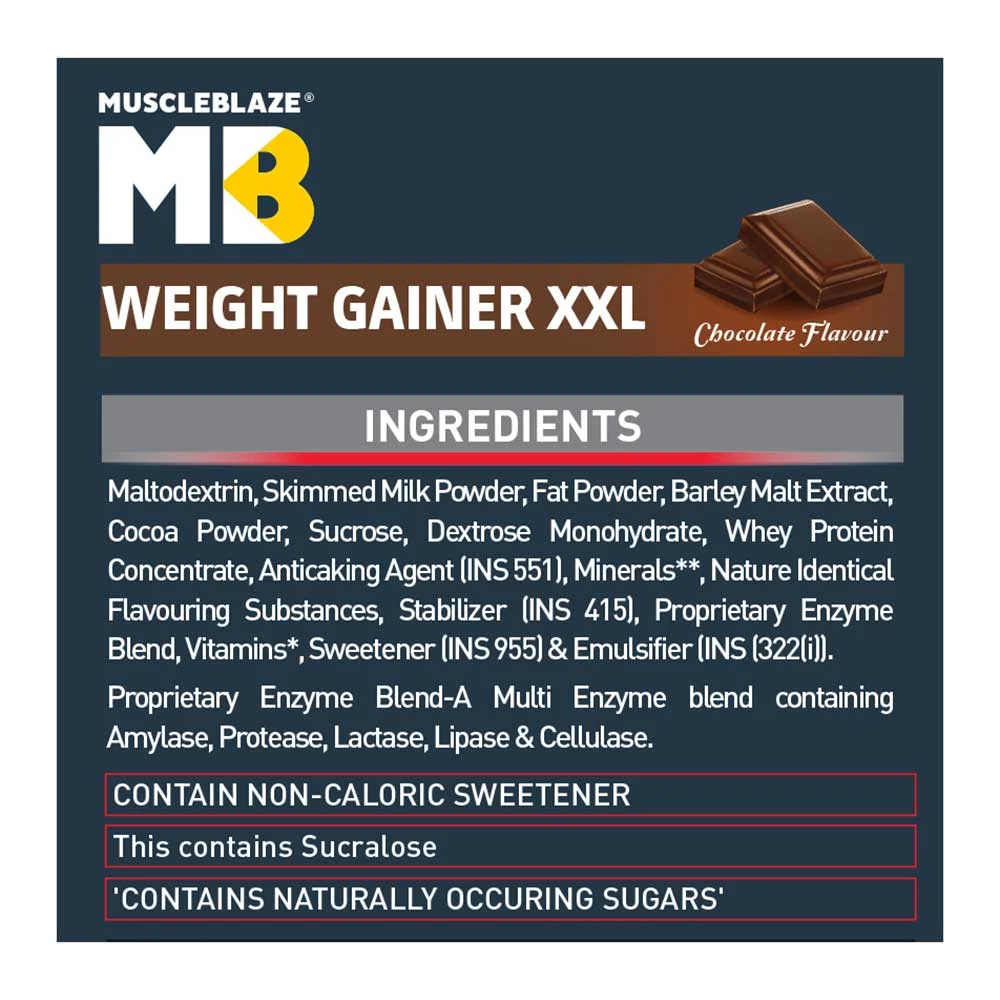 MUSCLEBLAZE®
MB
WEIGHT GAINER XXL
Chocolate Flavour
INGREDIENTS
Maltodextrin, Skimmed Milk Powder, Fat Powder, Barley Malt Extract,
Cocoa Powder, Sucrose, Dextrose Monohydrate, Whey Protein
Concentrate, Anticaking Agent (INS 551), Minerals**, Nature Identical
Flavouring Substances, Stabilizer (INS 415), Proprietary Enzyme
Blend, Vitamins*, Sweetener (INS 955) & Emulsifier (INS (322(i)).
Proprietary Enzyme Blend-A Multi Enzyme blend containing
Amylase, Protease, Lactase, Lipase & Cellulase.
CONTAIN NON-CALORIC SWEETENER
This contains Sucralose
'CONTAINS NATURALLY OCCURING SUGARS'